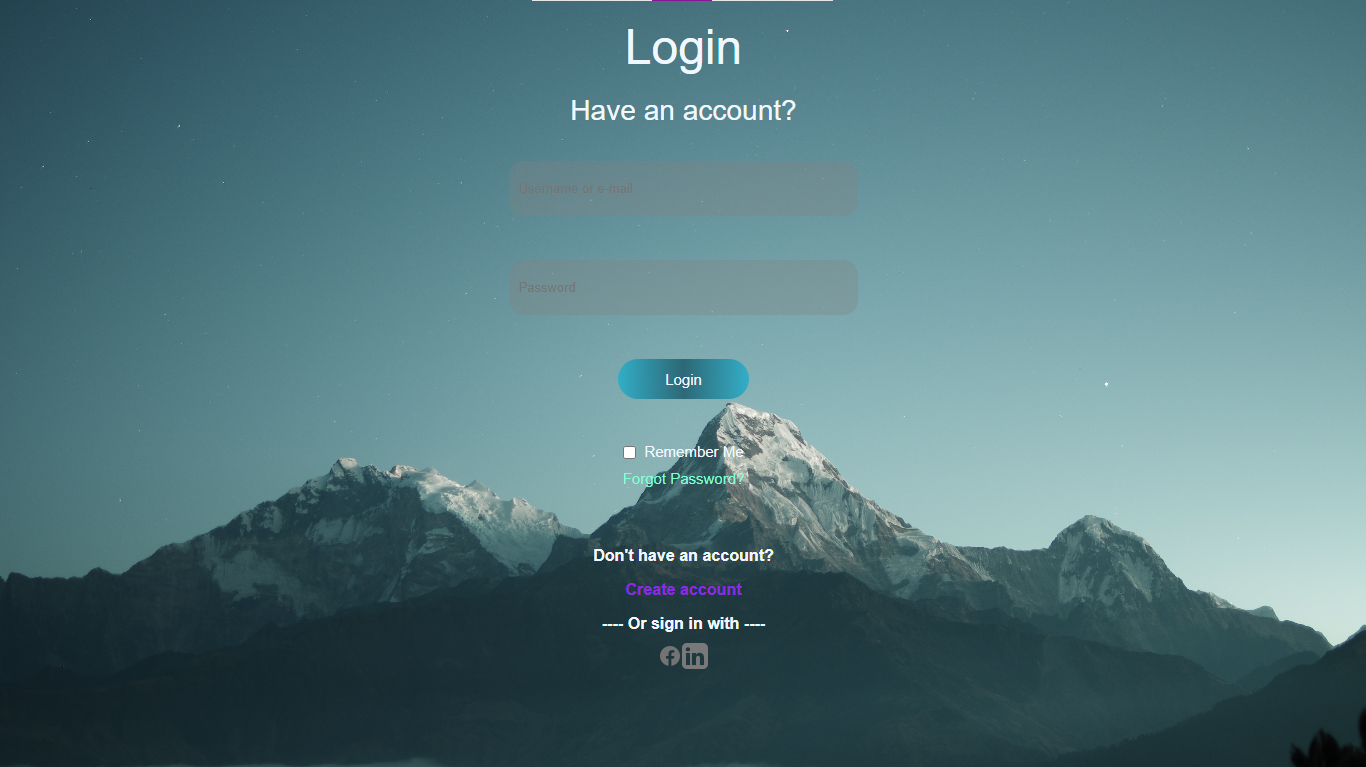 Login
Have an account?
Username or e-mail
Password
Login
Remember Me
Forgot Password?
Don't have an account?
Create account
---- Or sign in with ----
in